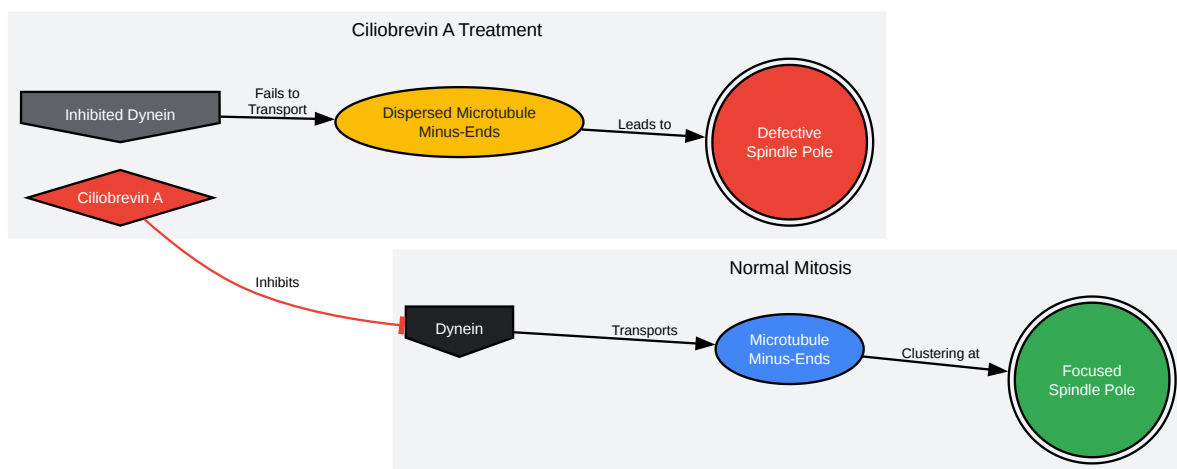 Ciliobrevin A Treatment
Inhibited Dynein
Fails to
Transport
Dispersed Microtubule
Minus-Ends
Leads to
Defective
Spindle Pole
Ciliobrevin A
Inhibits
Normal Mitosis
Dynein
Transports
Microtubule
Minus-Ends
Clustering at
Focused
Spindle Pole